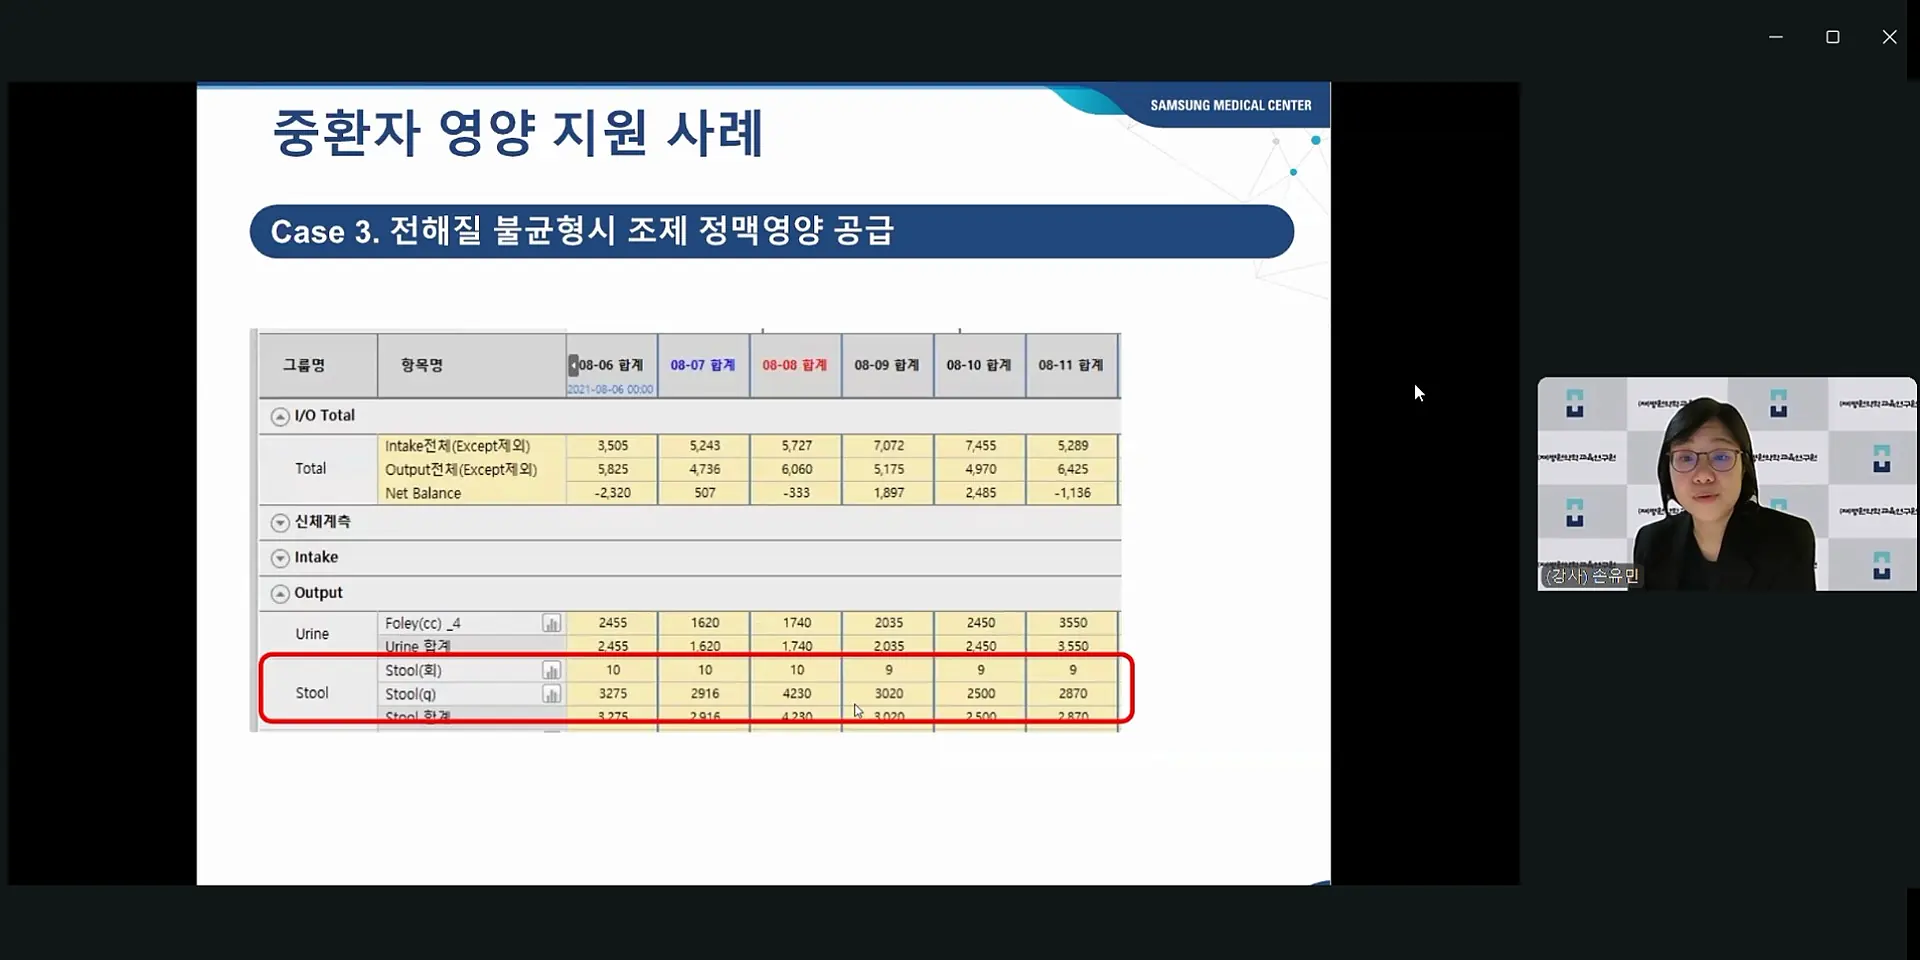 SAMSUNG MEDICAL CENTER
중환자 영양 지원 사례
Case 3. 전해질 불균형시 조제 정맥영양 공급
그룹명 항목명 08-06 합계 08-07 합계 08-08 합계 08-09 합계 08-10 합계 08-11 합계
2021-08-06 00:00
I/O Total
Total
Intake전체(Except제외) 3,505 5,243 5,727 7,072 7,455 5,289
Output전체(Except제외) 5,825 4,736 6,060 5,175 4,970 6,425
Net Balance -2,320 507 -333 1,897 2,485 -1,136
신체계측
Intake
Output
Urine
Foley(cc) _4 2455 1620 1740 2035 2450 3550
Urine 합계 2,455 1,620 1,740 2,035 2,450 3,550
Stool
Stool(회) 10 10 10 9 9 9
Stool(g) 3275 2916 4230 3020 2500 2870
Stool 합계 3,275 2,916 4,230 3,020 2,500 2,870
(강사) 손유민